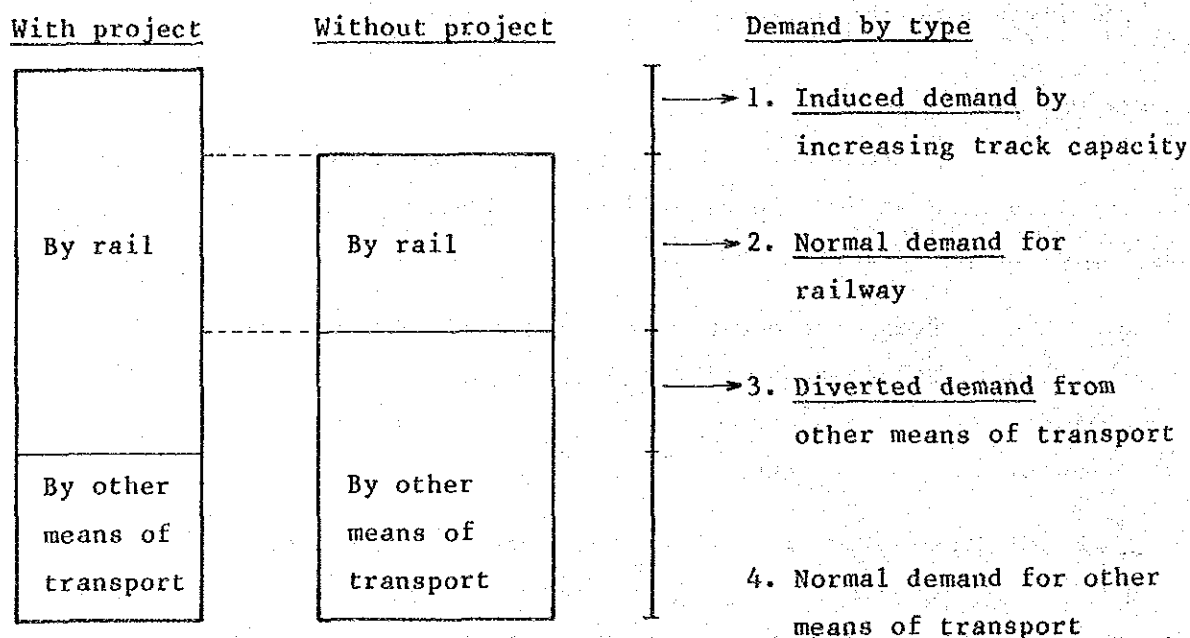 With project
Without project
Demand by type
1. Induced demand by
increasing track capacity
By rail
By rail
2. Normal demand for
railway
3. Diverted demand from
other means of transport
By other
means of
transport
By other
means of
transport
4. Normal demand for other
means of transport